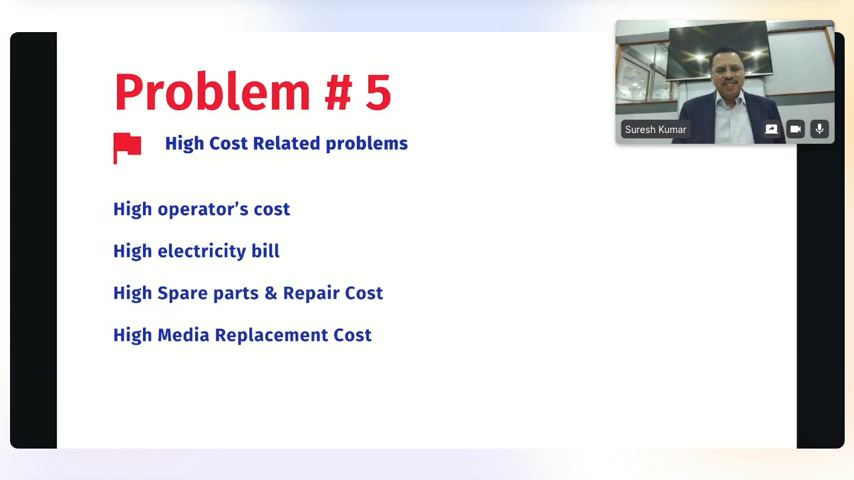 Problem # 5
High Cost Related problems
High operator's cost
High electricity bill
High Spare parts & Repair Cost
High Media Replacement Cost
Suresh Kumar